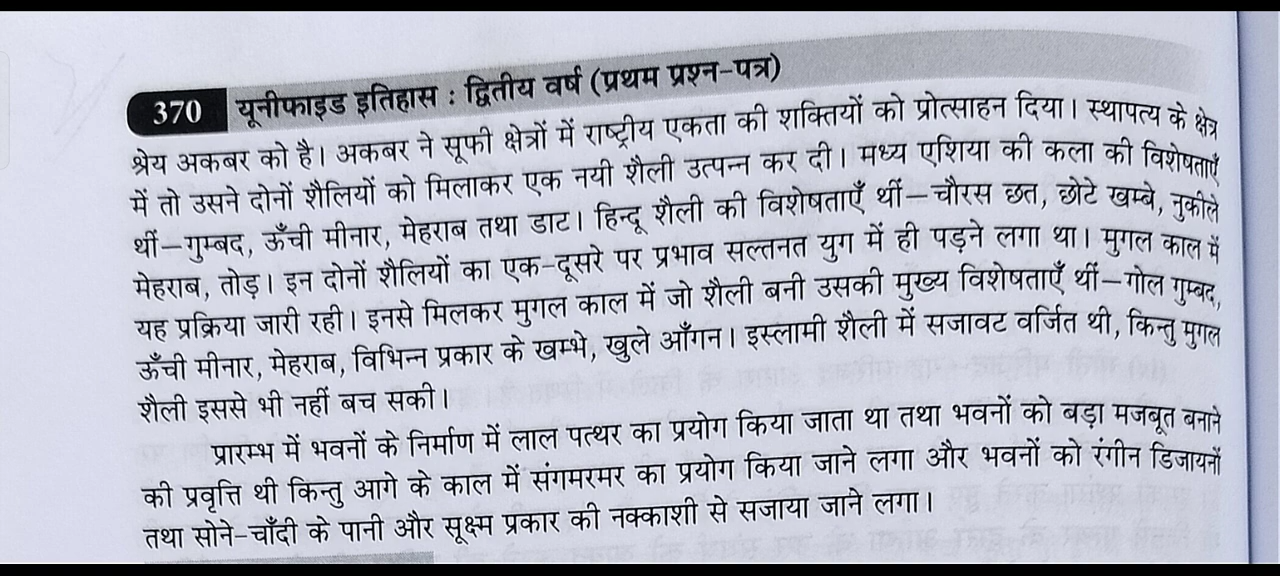 370 यूनीफाइड इतिहास : द्वितीय वर्ष (प्रथम प्रश्न-पत्र)
श्रेय अकबर को है। अकबर ने सूफी क्षेत्रों में राष्ट्रीय एकता की शक्तियों को प्रोत्साहन दिया। स्थापत्य के क्षेत्र
में तो उसने दोनों शैलियों को मिलाकर एक नयी शैली उत्पन्न कर दी। मध्य एशिया की कला की विशेषताएँ
थीं—गुम्बद, ऊँची मीनार, मेहराब तथा डाट। हिन्दू शैली की विशेषताएँ थीं—चौरस छत, छोटे खम्बे, नुकीले
मेहराब, तोड़। इन दोनों शैलियों का एक-दूसरे पर प्रभाव सल्तनत युग में ही पड़ने लगा था। मुगल काल में
यह प्रक्रिया जारी रही। इनसे मिलकर मुगल काल में जो शैली बनी उसकी मुख्य विशेषताएँ थीं—गोल गुम्बद,
ऊँची मीनार, मेहराब, विभिन्न प्रकार के खम्भे, खुले आँगन। इस्लामी शैली में सजावट वर्जित थी, किन्तु मुगल
शैली इससे भी नहीं बच सकी।
प्रारम्भ में भवनों के निर्माण में लाल पत्थर का प्रयोग किया जाता था तथा भवनों को बड़ा मजबूत बनाने
की प्रवृत्ति थी किन्तु आगे के काल में संगमरमर का प्रयोग किया जाने लगा और भवनों को रंगीन डिजायनों
तथा सोने-चाँदी के पानी और सूक्ष्म प्रकार की नक्काशी से सजाया जाने लगा।